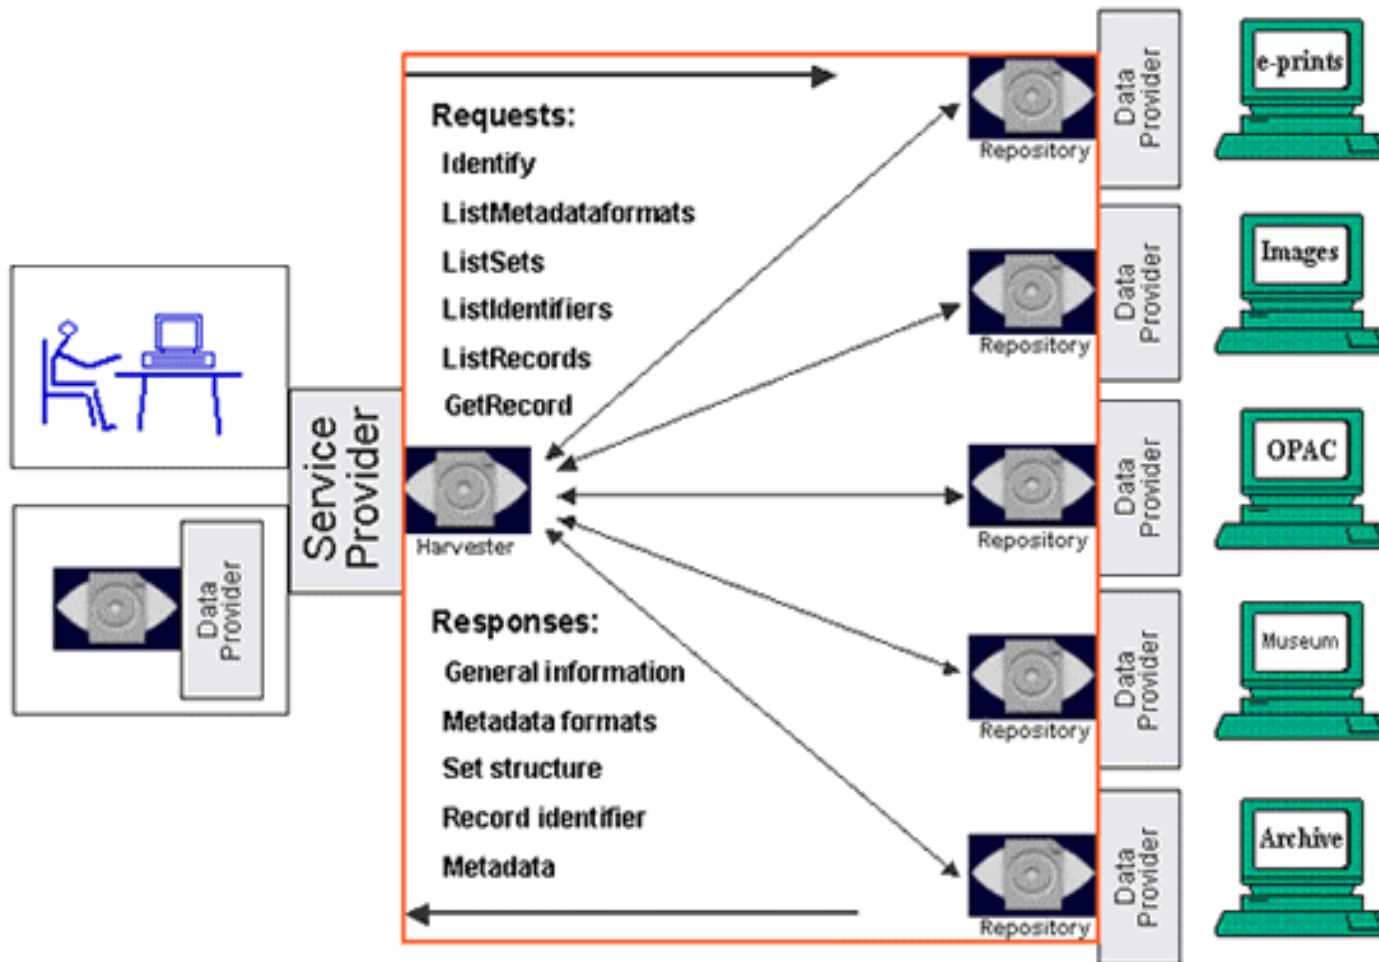 Requests:
Identify
ListMetadataformats
ListSets
ListIdentifiers
ListRecords
GetRecord
Service
Provider
Harvester
Data
Provider
Responses:
General information
Metadata formats
Set structure
Record identifier
Metadata
Repository
Data
Provider
e-prints
Repository
Data
Provider
Images
Repository
Data
Provider
OPAC
Repository
Data
Provider
Museum
Repository
Data
Provider
Archive